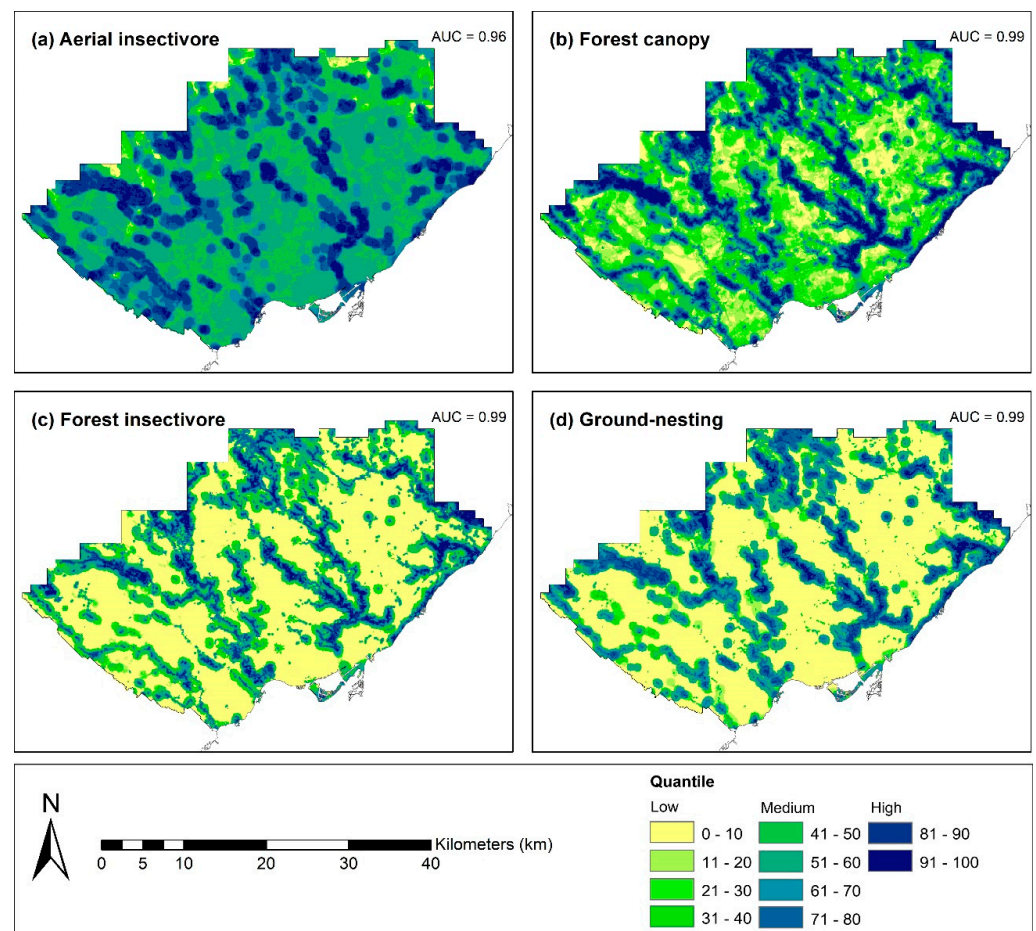 (a) Aerial insectivore
AUC = 0.96
(b) Forest canopy
AUC = 0.99
(c) Forest insectivore
AUC = 0.99
(d) Ground-nesting
AUC = 0.99
N
Kilometers (km)
0 5 10 20 30 40
Quantile
Low
0 - 10
11 - 20
21 - 30
31 - 40
Medium
41 - 50
51 - 60
61 - 70
71 - 80
High
81 - 90
91 - 100